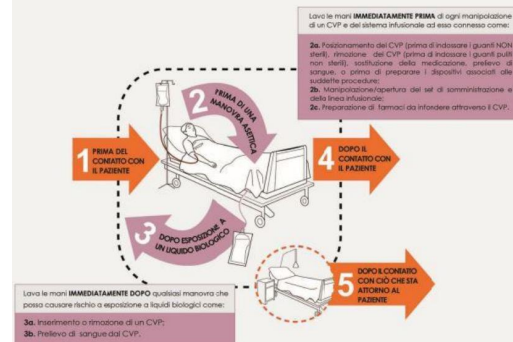 Lavo le mani IMMEDIATAMENTE PRIMA di ogni manipolazione
di un CVP e del sistema infusionale ad esso connesso come:
2a. Posizionamento del CVP (prima di indossare i guanti NON
sterili), rimozione del CVP (prima di indossare i guanti puliti
non sterili), sostituzione della medicazione, prelievo di
sangue, o prima di preparare i dispositivi associati alle
suddette procedure;
2b. Manipolazione/apertura del set di somministrazione e
della linea infusionale;
2c. Preparazione di farmaci da infondere attraverso il CVP.
2 PRIMA DI UNA
MANOVRA ASETTICA
1 PRIMA DEL
CONTATTO CON
IL PAZIENTE
4 DOPO IL
CONTATTO CON
IL PAZIENTE
3 DOPO ESPOSIZIONE A
UN LIQUIDO BIOLOGICO
5 DOPO IL CONTATTO
CON CIÒ CHE STA
ATTORNO AL
PAZIENTE
Lava le mani IMMEDIATAMENTE DOPO qualsiasi manovra che
possa causare rischio a esposizione a liquidi biologici come:
3a. Inserimento o rimozione di un CVP;
3b. Prelievo di sangue dal CVP.